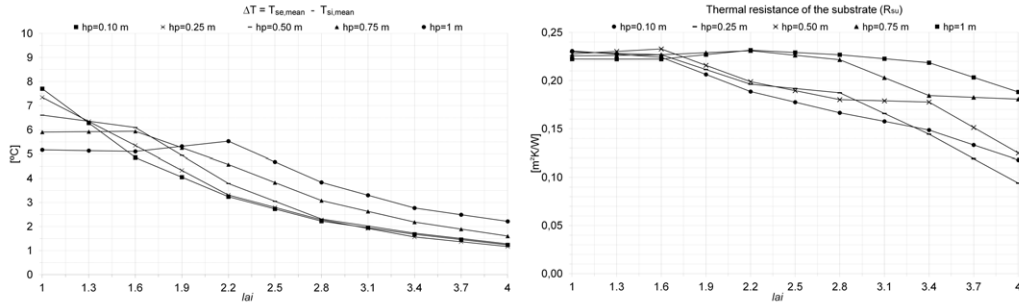 ΔT = Tse,mean - Tsi,mean
hp=0.10 m hp=0.25 m hp=0.50 m hp=0.75 m hp=1 m
[ºC]
10
9
8
7
6
5
4
3
2
1
0
1 1.3 1.6 1.9 2.2 2.5 2.8 3.1 3.4 3.7 4
lai
Thermal resistance of the substrate (Rsu)
hp=0.10 m hp=0.25 m hp=0.50 m hp=0.75 m hp=1 m
[m²K/W]
0,25
0,20
0,15
0,10
0,05
0,00
1 1.3 1.6 1.9 2.2 2.5 2.8 3.1 3.4 3.7 4
lai